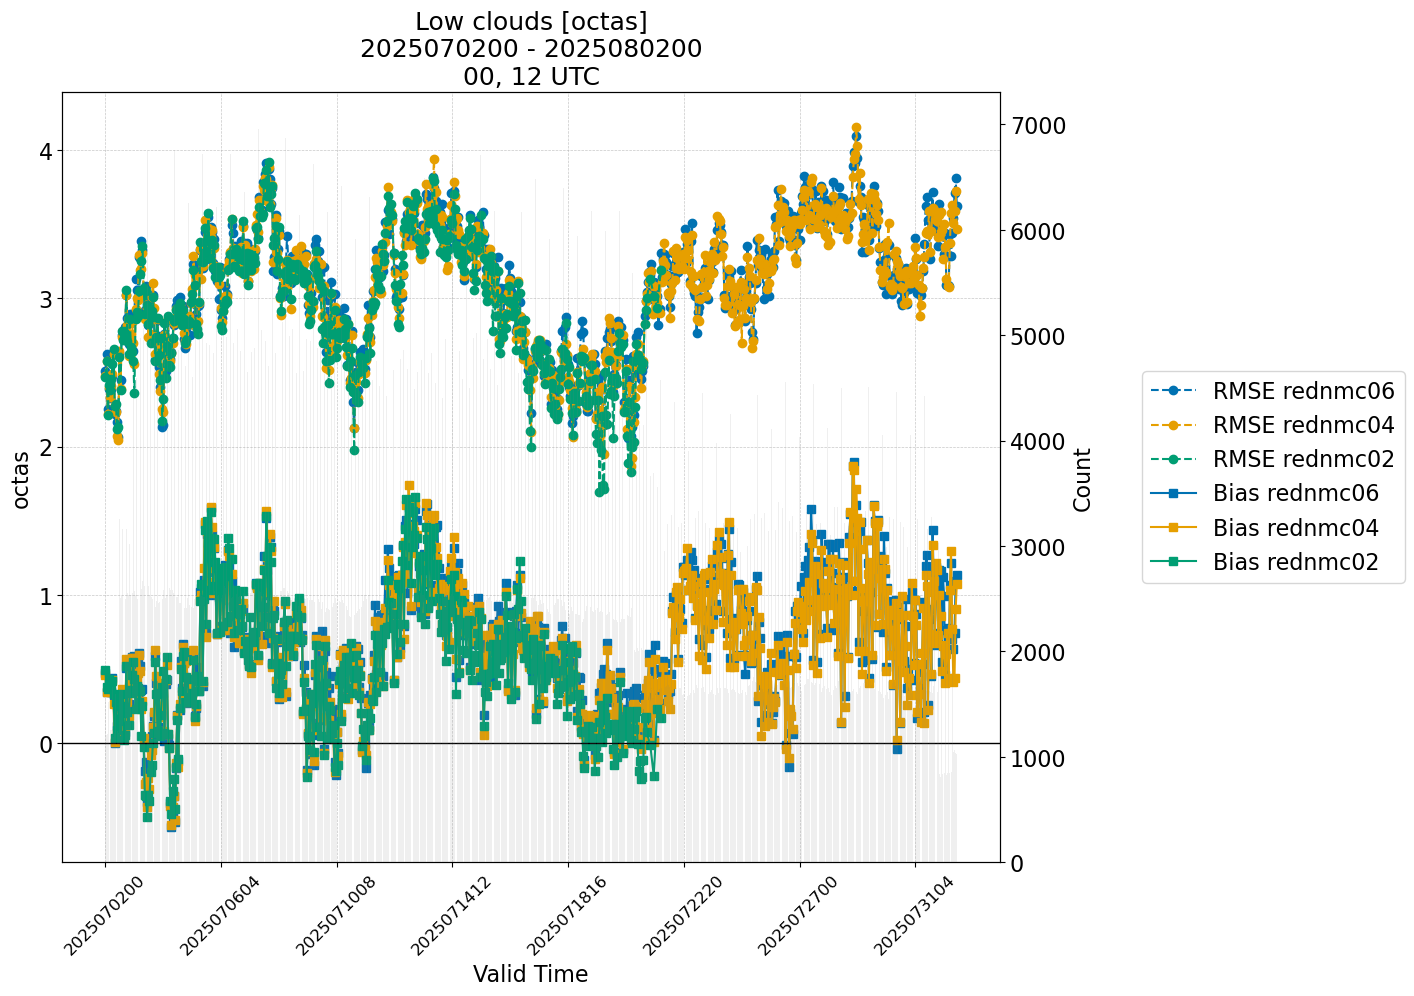 Low clouds [octas]
2025070200 - 2025080200
00, 12 UTC
4
3
2
1
0
octas
7000
6000
5000
4000
3000
2000
1000
0
Count
2025070200
2025070604
2025071008
2025071412
2025071816
2025072220
2025072700
2025073104
Valid Time
RMSE rednmc06
RMSE rednmc04
RMSE rednmc02
Bias rednmc06
Bias rednmc04
Bias rednmc02